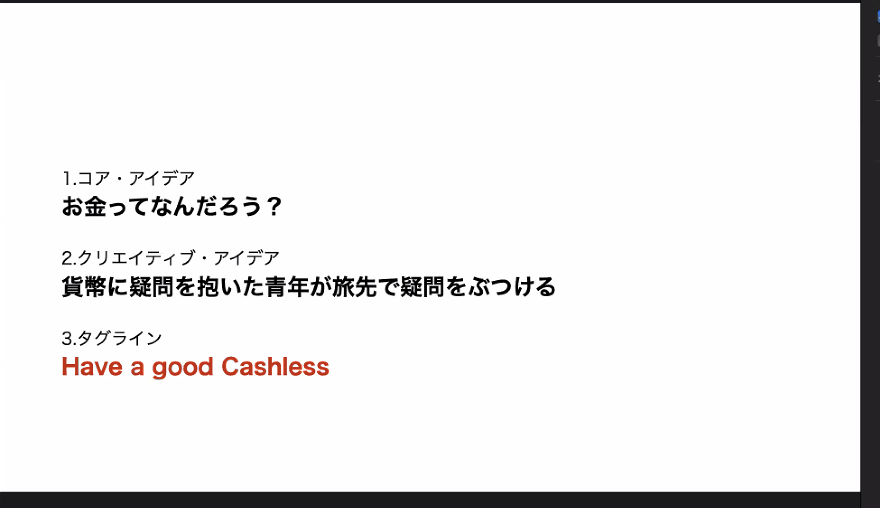 1.コア・アイデア
お金ってなんだろう？
2.クリエイティブ・アイデア
貨幣に疑問を抱いた青年が旅先で疑問をぶつける
3.タグライン
Have a good Cashless